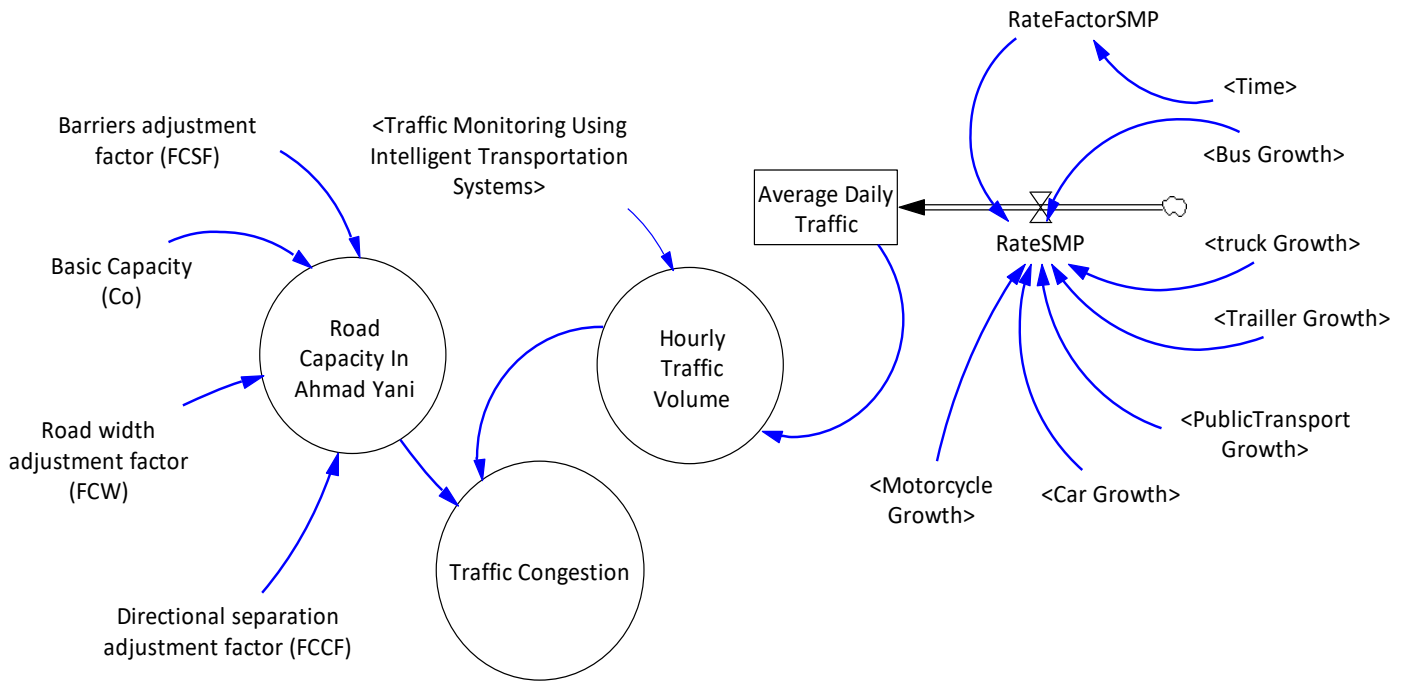 RateFactorSMP
<Time>
<Bus Growth>
Barriers adjustment
factor (FCSF)
<Traffic Monitoring Using
Intelligent Transportation
Systems>
Average Daily
Traffic
RateSMP
<truck Growth>
Basic Capacity
(Co)
<Trailler Growth>
Road
Capacity In
Ahmad Yani
Hourly
Traffic
Volume
<PublicTransport
Growth>
Road width
adjustment factor
(FCW)
<Motorcycle
Growth>
<Car Growth>
Traffic Congestion
Directional separation
adjustment factor (FCCF)